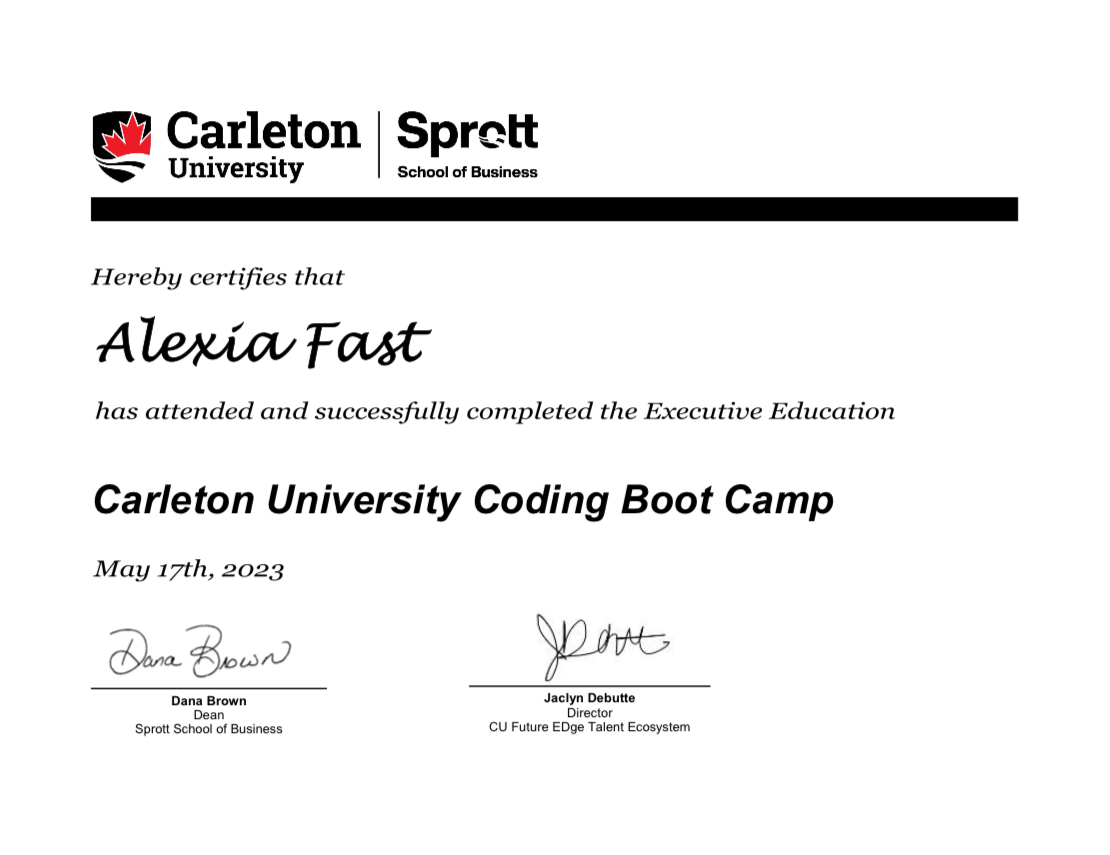 Carleton
University
Sprott
School of Business
Hereby certifies that
Alexia Fast
has attended and successfully completed the Executive Education
Carleton University Coding Boot Camp
May 17th, 2023
Dana Brown
Dana Brown
Dean
Sprott School of Business
Jaclyn Debutte
Director
CU Future EDge Talent Ecosystem